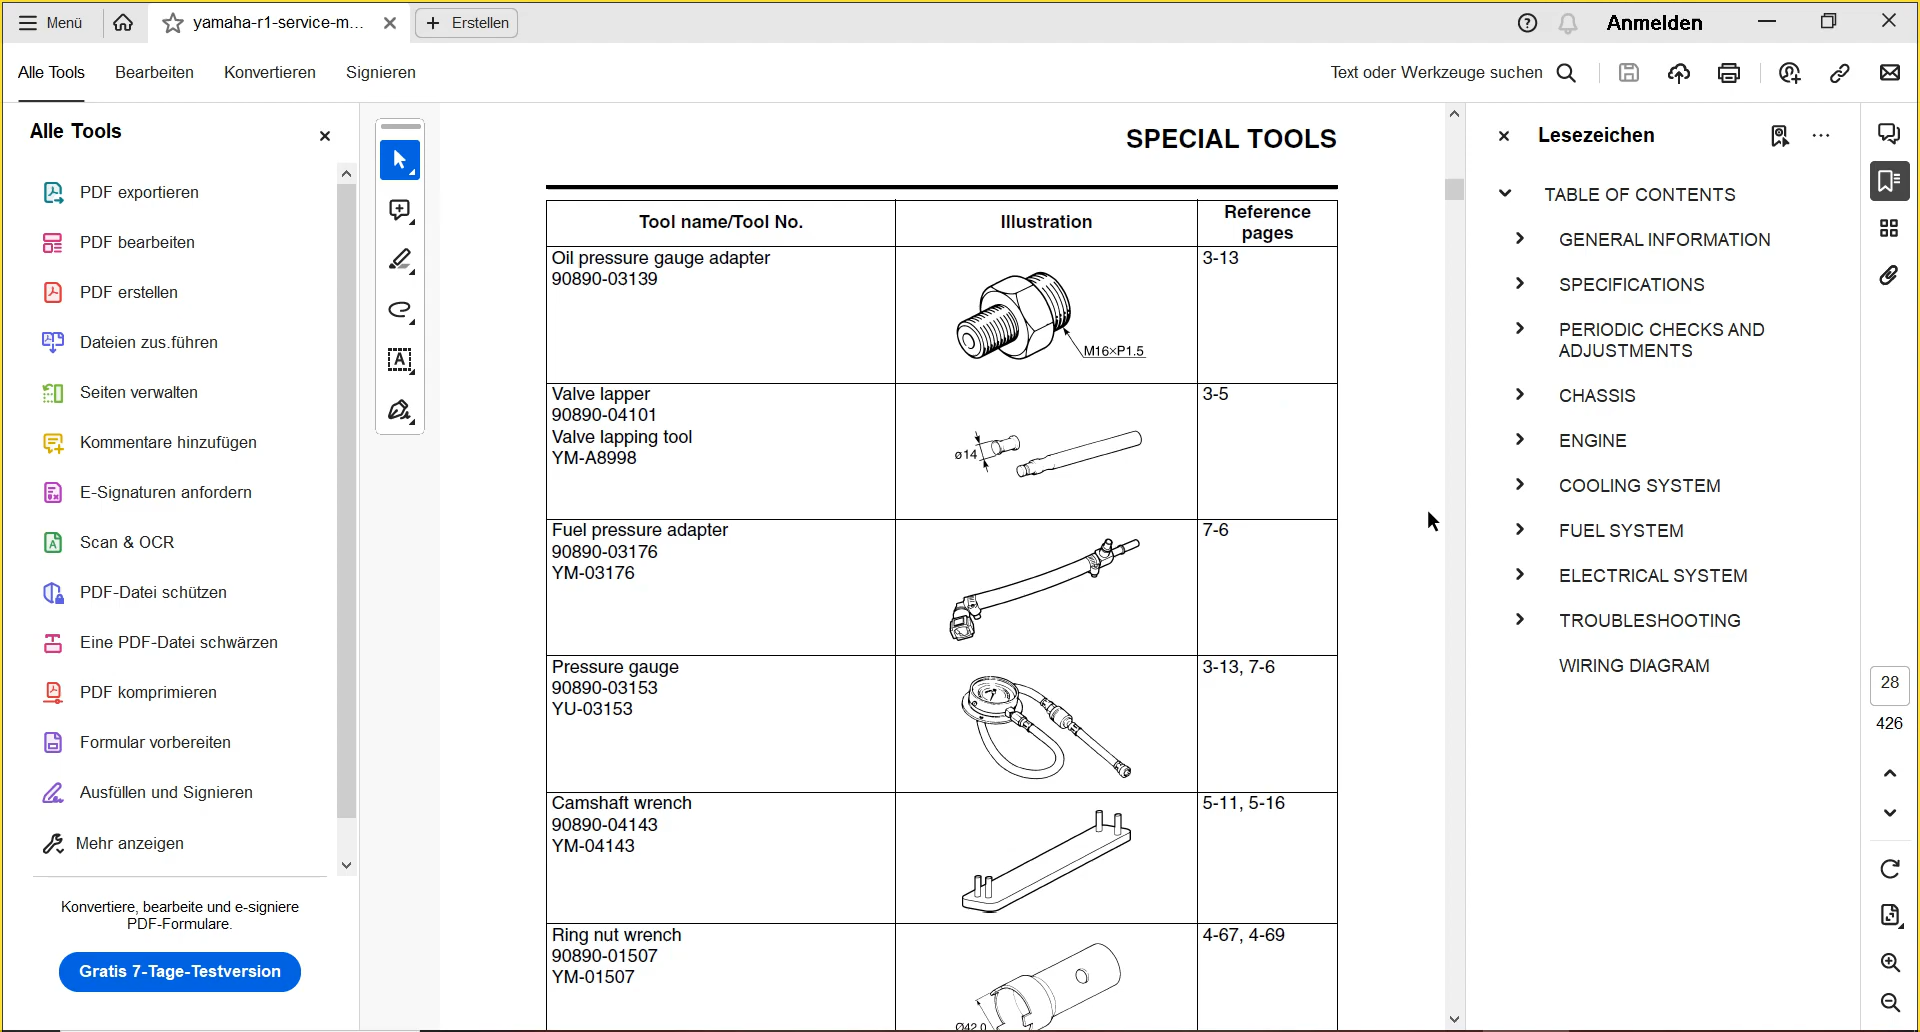 Menü
yamaha-r1-service-m...
Erstellen
Anmelden
Alle Tools
Bearbeiten
Konvertieren
Signieren
Text oder Werkzeuge suchen
Alle Tools
PDF exportieren
PDF bearbeiten
PDF erstellen
Dateien zus.führen
Seiten verwalten
Kommentare hinzufügen
E-Signaturen anfordern
Scan & OCR
PDF-Datei schützen
Eine PDF-Datei schwärzen
PDF komprimieren
Formular vorbereiten
Ausfüllen und Signieren
Mehr anzeigen
Konvertiere, bearbeite und e-signiere
PDF-Formulare.
Gratis 7-Tage-Testversion
SPECIAL TOOLS
Tool name/Tool No.
Illustration
Reference
pages
Oil pressure gauge adapter
90890-03139
M16×P1.5
3-13
Valve lapper
90890-04101
Valve lapping tool
YM-A8998
ø14
3-5
Fuel pressure adapter
90890-03176
YM-03176
7-6
Pressure gauge
90890-03153
YU-03153
3-13, 7-6
Camshaft wrench
90890-04143
YM-04143
5-11, 5-16
Ring nut wrench
90890-01507
YM-01507
Ø42.0
4-67, 4-69
Lesezeichen
TABLE OF CONTENTS
GENERAL INFORMATION
SPECIFICATIONS
PERIODIC CHECKS AND
ADJUSTMENTS
CHASSIS
ENGINE
COOLING SYSTEM
FUEL SYSTEM
ELECTRICAL SYSTEM
TROUBLESHOOTING
WIRING DIAGRAM
28
426